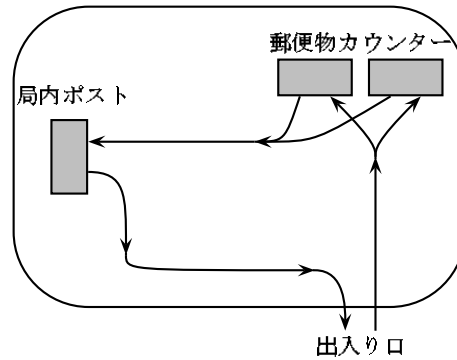 郵便物カウンター
局内ポスト
出入り口